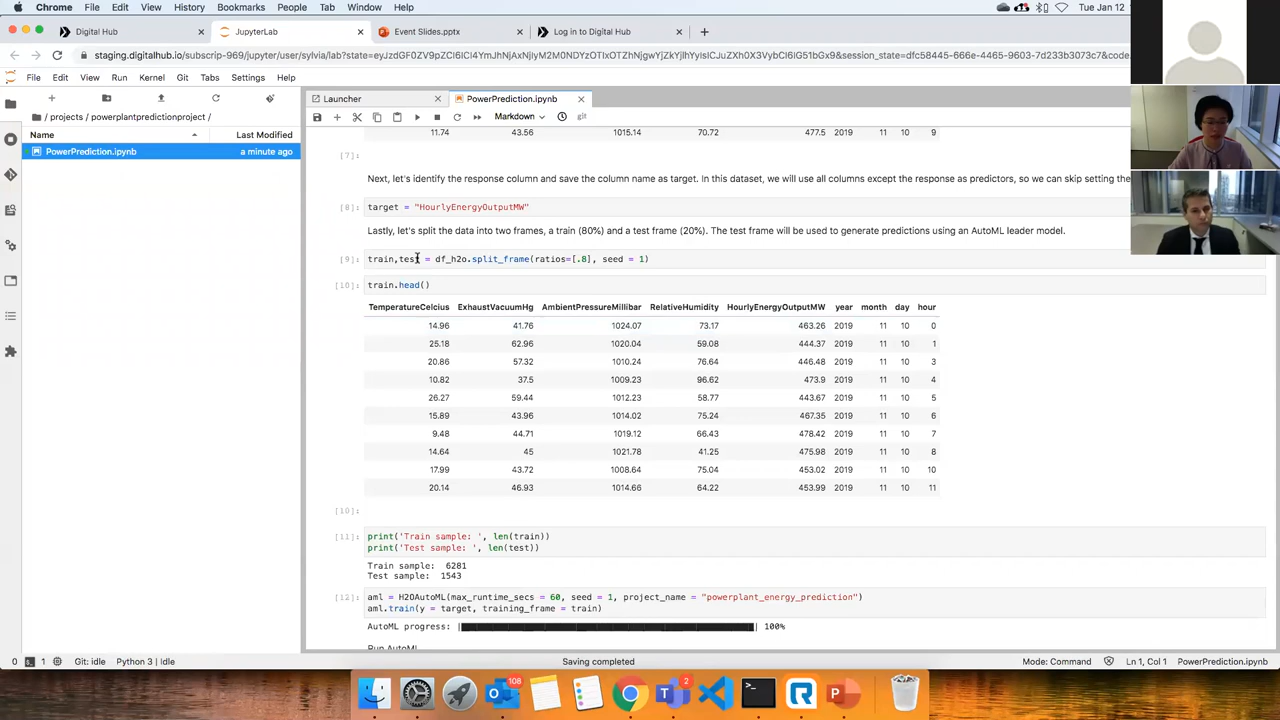 Chrome File Edit View History Bookmarks People Tab Window Help Tue Jan 12
Digital Hub JupyterLab Event Slides.pptx Log in to Digital Hub
Launcher PowerPrediction.ipynb
File Edit View Run Kernel Git Tabs Settings Help
/ projects / powerplantpredictionproject /
Name Last Modified
PowerPrediction.ipynb a minute ago
Markdown git
11.74 43.56 1015.14 70.72 477.5 2019 11 10 9
[7]:
Next, let's identify the response column and save the column name as target. In this dataset, we will use all columns except the response as predictors, so we can skip setting the
[8]: target = "HourlyEnergyOutputMW"
Lastly, let's split the data into two frames, a train (80%) and a test frame (20%). The test frame will be used to generate predictions using an AutoML leader model.
[9]: train,test = df_h2o.split_frame(ratios=[.8], seed = 1)
[10]: train.head()
TemperatureCelcius ExhaustVacuumHg AmbientPressureMillibar RelativeHumidity HourlyEnergyOutputMW year month day hour
14.96 41.76 1024.07 73.17 463.26 2019 11 10 0
25.18 62.96 1020.04 59.08 444.37 2019 11 10 1
20.86 57.32 1010.24 76.64 446.48 2019 11 10 3
10.82 37.5 1009.23 96.62 473.9 2019 11 10 4
26.27 59.44 1012.23 58.77 443.67 2019 11 10 5
15.89 43.96 1014.02 75.24 467.35 2019 11 10 6
9.48 44.71 1019.12 66.43 478.42 2019 11 10 7
14.64 45 1021.78 41.25 475.98 2019 11 10 8
17.99 43.72 1008.64 75.04 453.02 2019 11 10 10
20.14 46.93 1014.66 64.22 453.99 2019 11 10 11
[10]:
[11]: print('Train sample: ', len(train))
print('Test sample: ', len(test))
Train sample: 6281
Test sample: 1543
[12]: aml = H2OAutoML(max_runtime_secs = 60, seed = 1, project_name = "powerplant_energy_prediction")
aml.train(y = target, training_frame = train)
AutoML progress: 100%
Run AutoML
0 1 Git: idle Python 3 | Idle Saving completed Mode: Command Ln 1, Col 1 PowerPrediction.ipynb
108 2